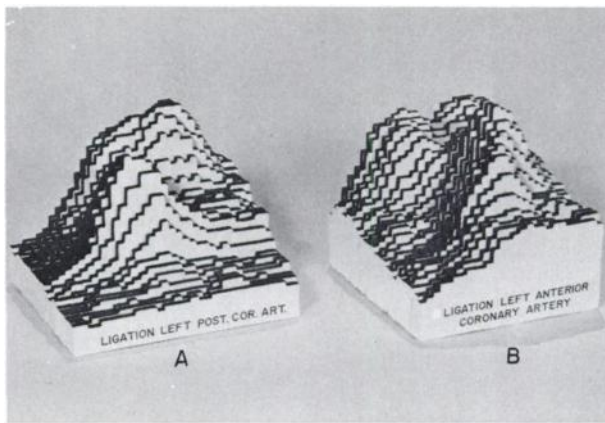 LIGATION LEFT POST. COR. ART.
A
LIGATION LEFT ANTERIOR
CORONARY ARTERY
B